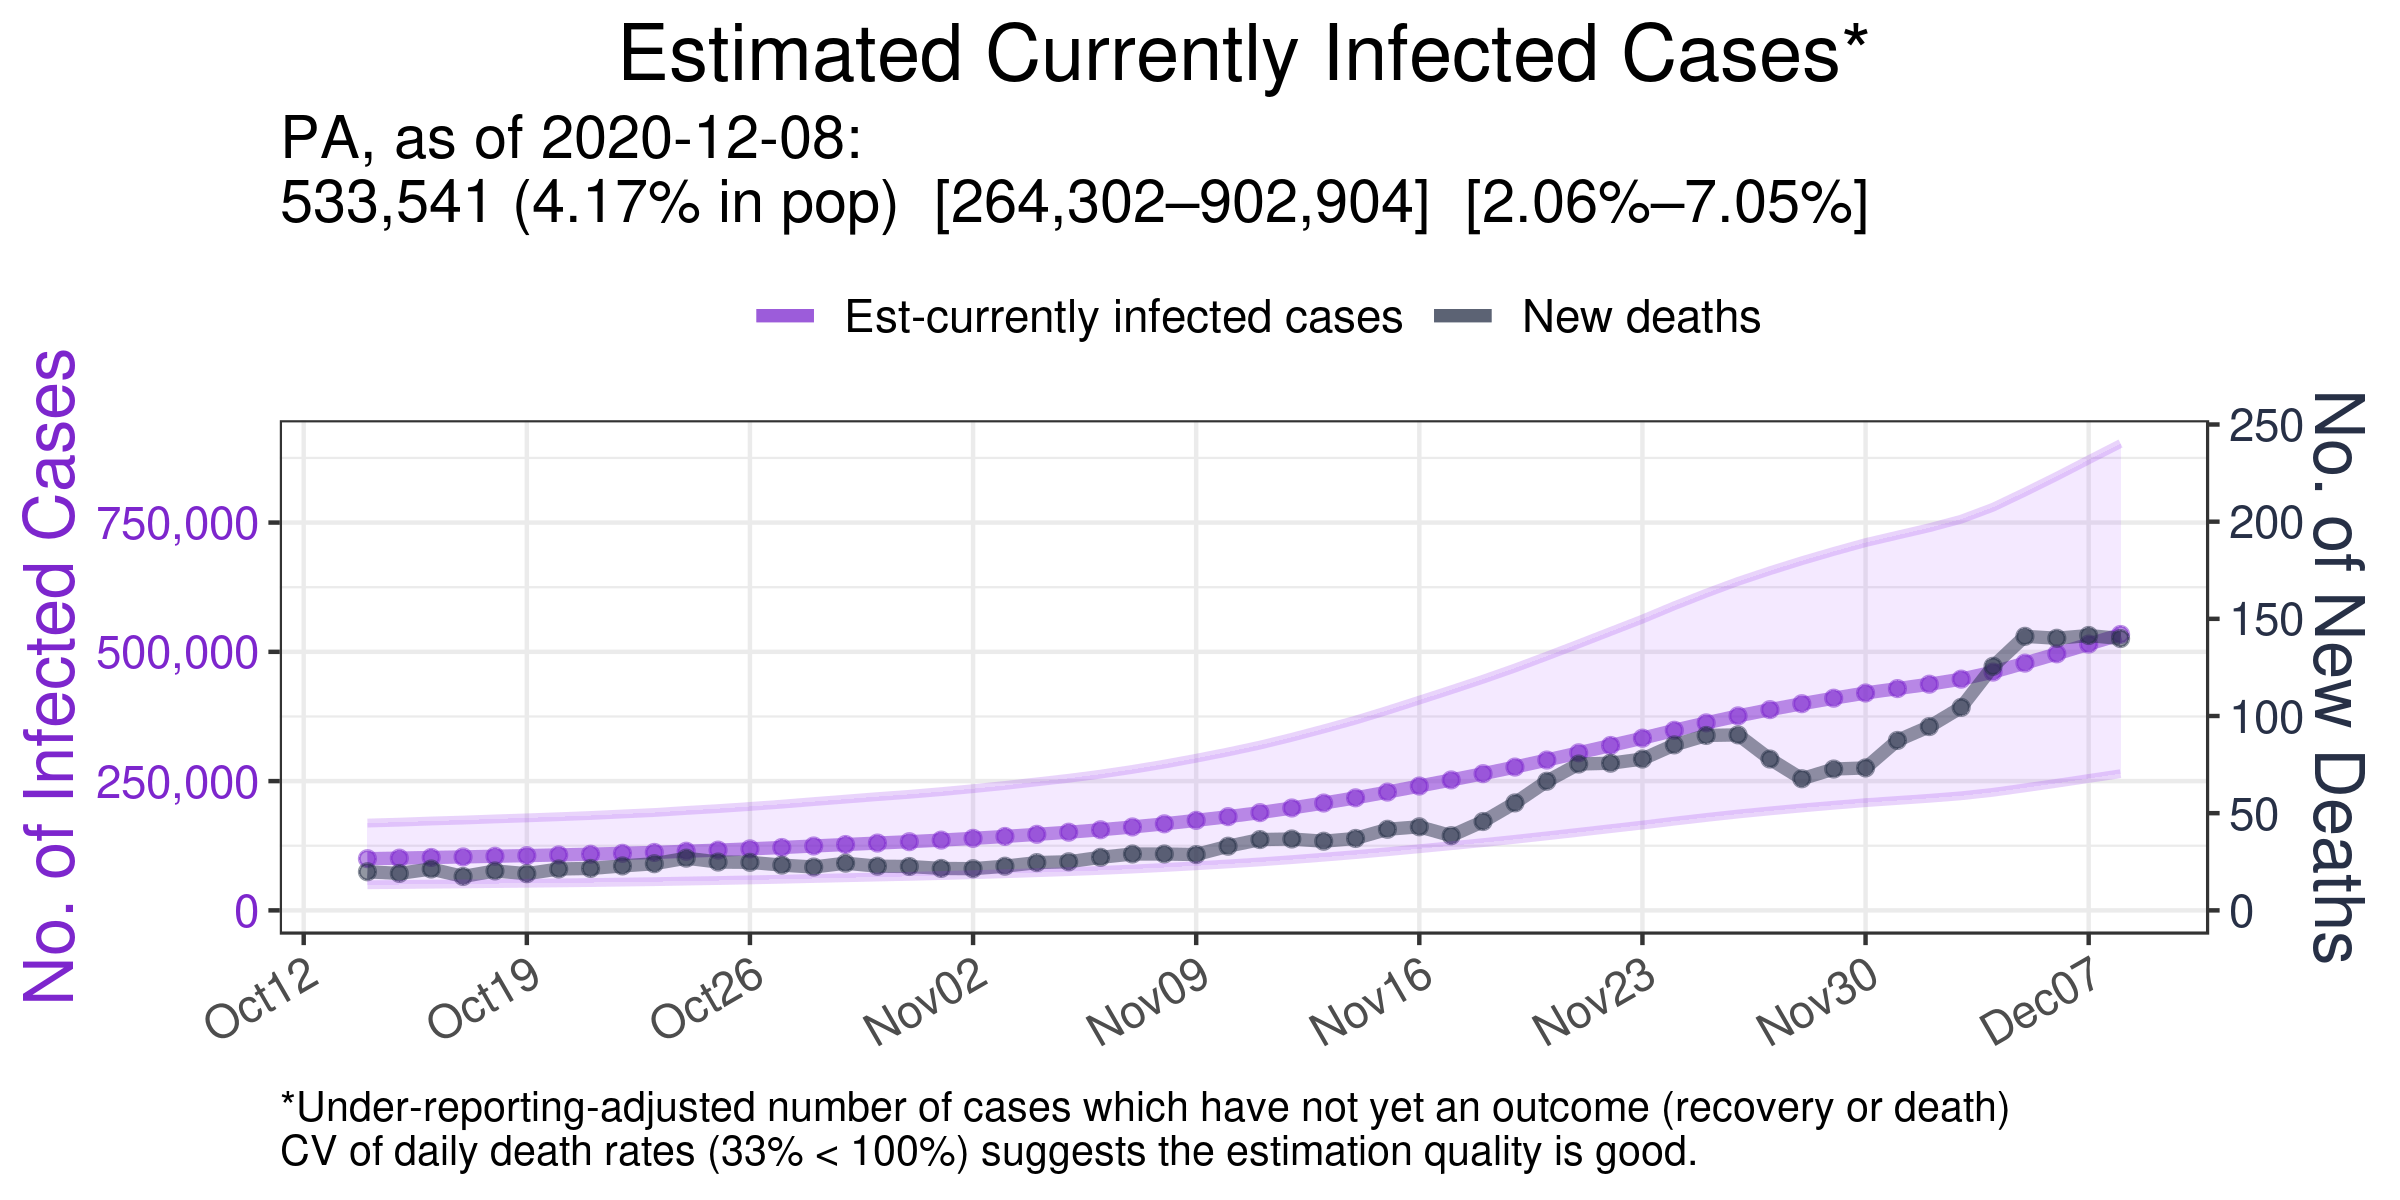 Estimated Currently Infected Cases*
PA, as of 2020-12-08:
533,541 (4.17% in pop)  [264,302–902,904]  [2.06%–7.05%]
Est-currently infected cases
New deaths
No. of Infected Cases
750,000
500,000
250,000
0
250
200
150
100
50
0
No. of New Deaths
Oct12
Oct19
Oct26
Nov02
Nov09
Nov16
Nov23
Nov30
Dec07
*Under-reporting-adjusted number of cases which have not yet an outcome (recovery or death)
CV of daily death rates (33% < 100%) suggests the estimation quality is good.